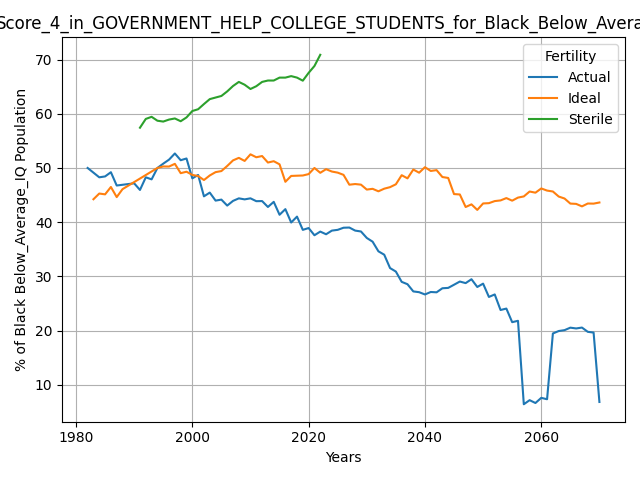 Score_4_in_GOVERNMENT_HELP_COLLEGE_STUDENTS_for_Black_Below_Avera
Fertility
Actual
Ideal
Sterile
% of Black Below_Average_IQ Population
70
60
50
40
30
20
10
1980 2000 2020 2040 2060
Years